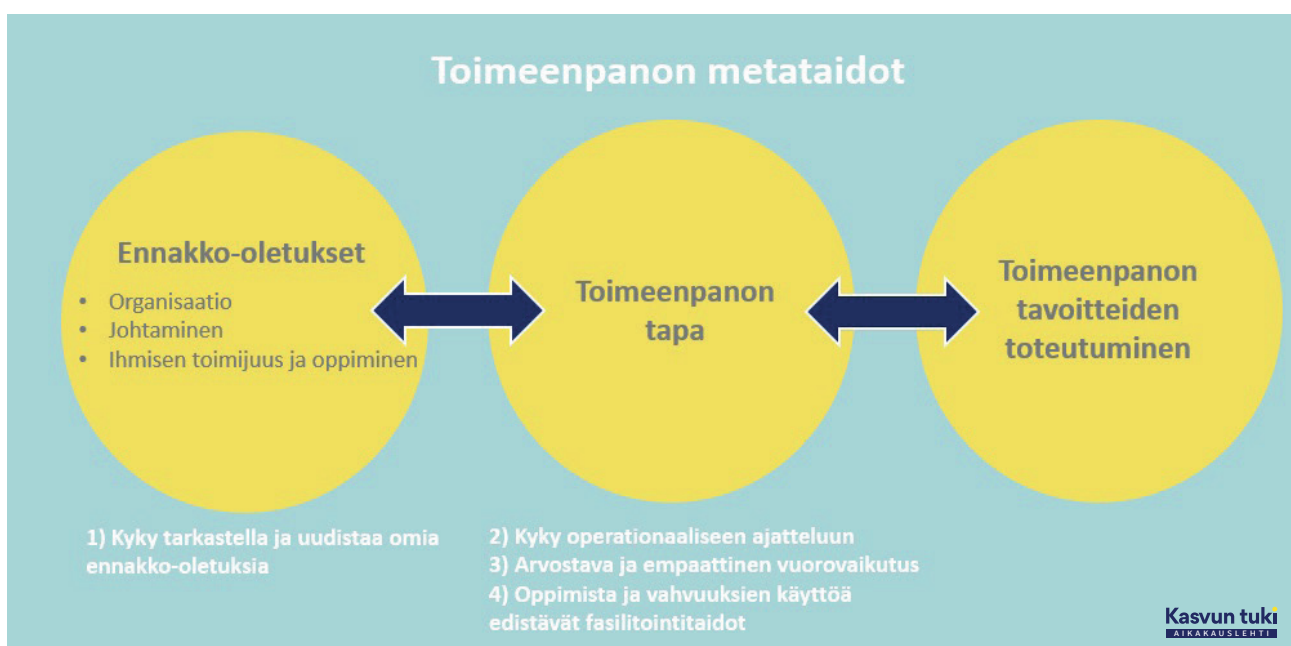 Toimeenpanon metataidot
Ennakko-oletukset
• Organisaatio
• Johtaminen
• Ihmisen toimijuus ja oppiminen
Toimeenpanon
tapa
Toimeenpanon
tavoitteiden
toteutuminen
1) Kyky tarkastella ja uudistaa omia
ennakko-oletuksia
2) Kyky operationaaliseen ajatteluun
3) Arvostava ja empaattinen vuorovaikutus
4) Oppimista ja vahvuuksien käyttöä
edistävät fasilitointitaidot
Kasvun tuki
AIKAKAUSLEHTI